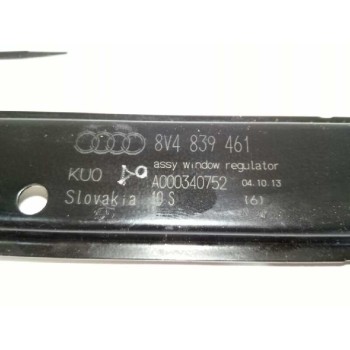 8V4 839 461
assy window regulator
KUO A000340752 04.10.13
Slovakia 10 S (6)